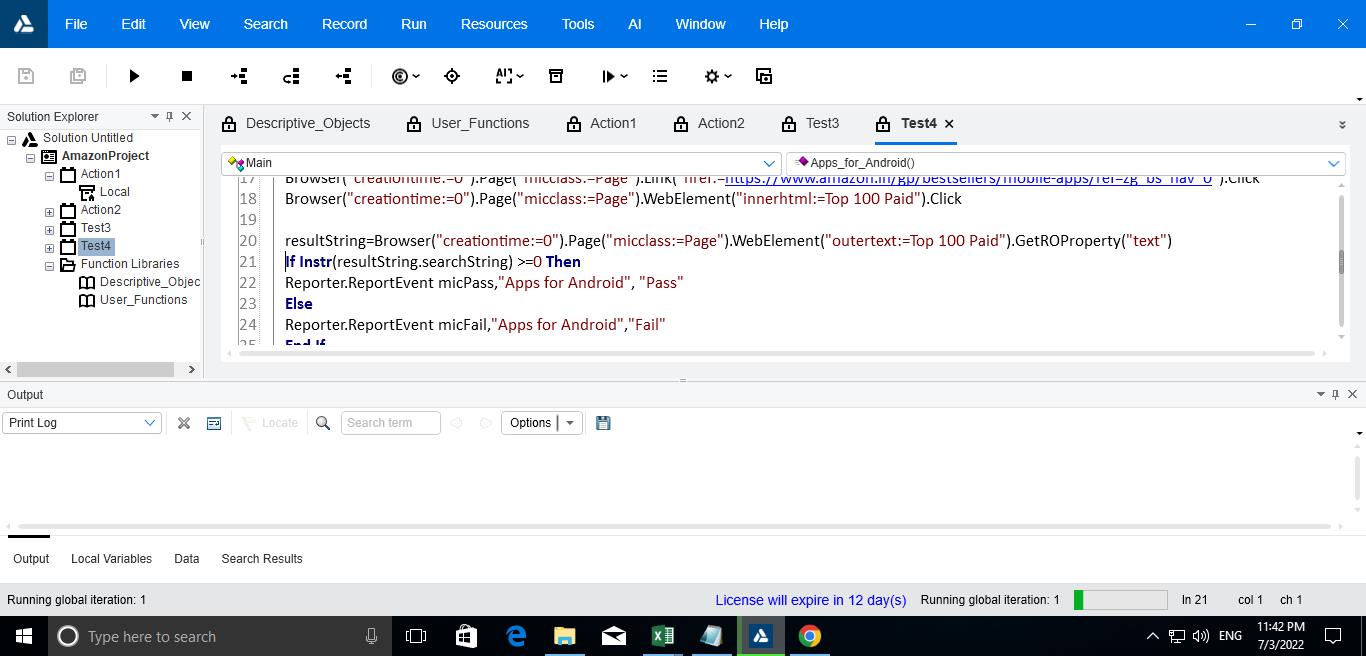 File Edit View Search Record Run Resources Tools AI Window Help
Solution Explorer
Solution Untitled
AmazonProject
Action1
Local
Action2
Test3
Test4
Function Libraries
Descriptive_Objec
User_Functions
Descriptive_Objects User_Functions Action1 Action2 Test3 Test4
Main Apps_for_Android()
17 Browser("creationtime:=0").Page("micclass:=Page").Link("href:=https://www.amazon.in/gp/bestsellers/mobile-apps/ref=zg_bs_nav_0").Click
18 Browser("creationtime:=0").Page("micclass:=Page").WebElement("innerhtml:=Top 100 Paid").Click
19
20 resultString=Browser("creationtime:=0").Page("micclass:=Page").WebElement("outertext:=Top 100 Paid").GetROProperty("text")
21 If Instr(resultString.searchString) >=0 Then
22 Reporter.ReportEvent micPass,"Apps for Android", "Pass"
23 Else
24 Reporter.ReportEvent micFail,"Apps for Android","Fail"
25 End If
Output
Print Log Locate Search term Options
Output Local Variables Data Search Results
Running global iteration: 1 License will expire in 12 day(s) Running global iteration: 1 ln 21 col 1 ch 1
Type here to search ENG 11:42 PM
7/3/2022